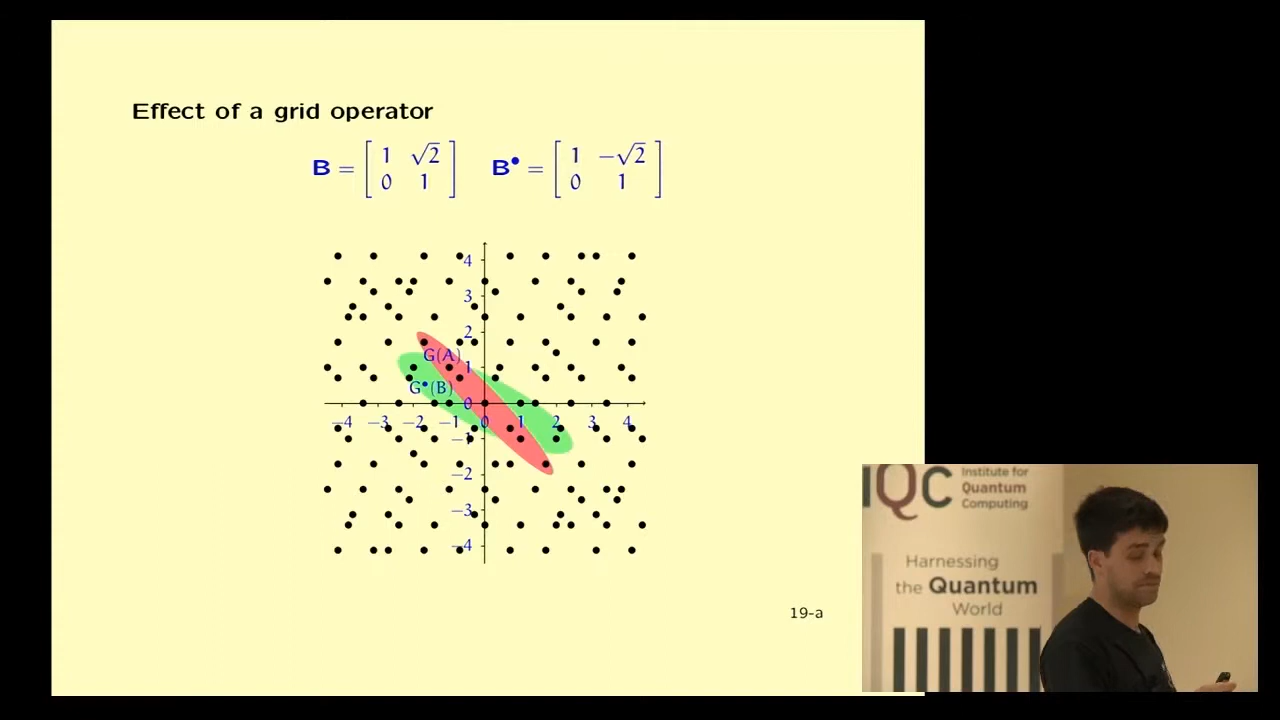 Effect of a grid operator
B = [ 1 √2 ; 0 1 ] B• = [ 1 −√2 ; 0 1 ]
4
3
2
G(A)
1
G•(B)
0
−4 −3 −2 −1 0 1 2 3 4
−1
−2
−3
−4
19-a
IQC Institute for
Quantum
Computing
Harnessing
the Quantum
World